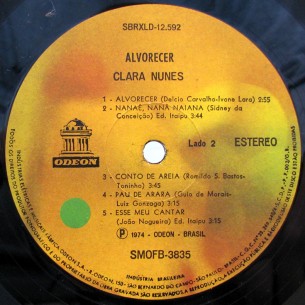 SBRXLD-12.592
ALVORECER
CLARA NUNES
1 - ALVORECER (Delcio Carvalho-Ivone Lara) 2:55
2 - NANAÊ, NANÃ NAIANA (Sidney da
Conceição) Ed. Itaipu 3:44
Lado 2 ESTEREO
ODEON
3 - CONTO DE AREIA (Romildo S. Bastos-
Toninho) 3:45
4 - PAU DE ARARA (Guio de Morais-
Luiz Gonzaga) 3:11
5 - ESSE MEU CANTAR
(João Nogueira) Ed. Itaipu 3:15
Ⓟ 1974 - ODEON - BRASIL
SMOFB-3835
INDÚSTRIA BRASILEIRA